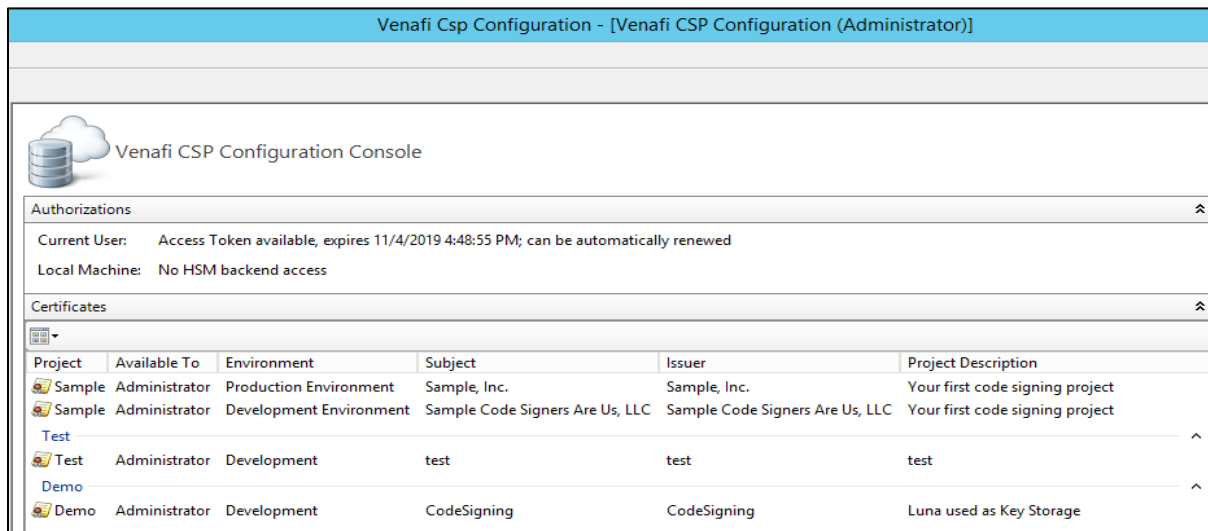 Venafi Csp Configuration - [Venafi CSP Configuration (Administrator)]
Venafi CSP Configuration Console
Authorizations
Current User: Access Token available, expires 11/4/2019 4:48:55 PM; can be automatically renewed
Local Machine: No HSM backend access
Certificates
Project Available To Environment Subject Issuer Project Description
Sample Administrator Production Environment Sample, Inc. Sample, Inc. Your first code signing project
Sample Administrator Development Environment Sample Code Signers Are Us, LLC Sample Code Signers Are Us, LLC Your first code signing project
Test
Test Administrator Development test test test
Demo
Demo Administrator Development CodeSigning CodeSigning Luna used as Key Storage